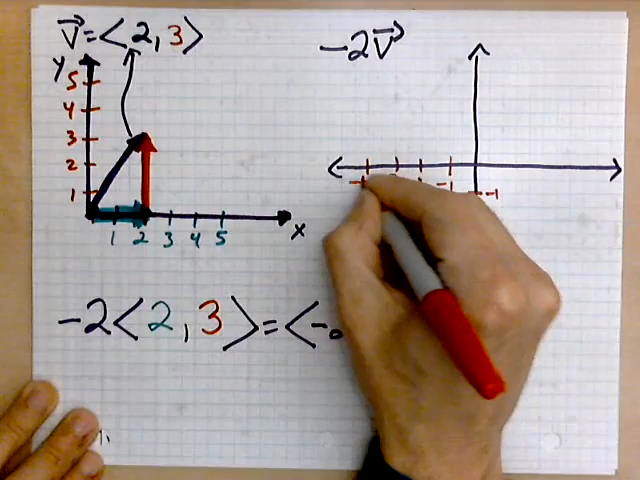 v⃗ = <2, 3>
-2v⃗
y
5
4
3
2
1
1 2 3 4 5
x
-1
-1
-2<2, 3> = <-